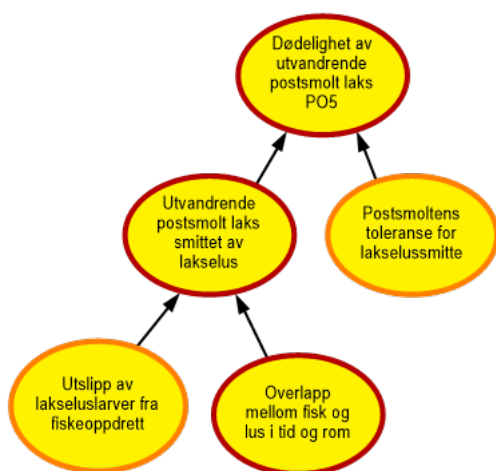 Dødelighet av
utvandrende
postsmolt laks
PO5
Utvandrende
postsmolt laks
smittet av
lakselus
Postsmoltens
toleranse for
lakselussmitte
Utslipp av
lakseluslarver fra
fiskeoppdrett
Overlapp
mellom fisk og
lus i tid og rom